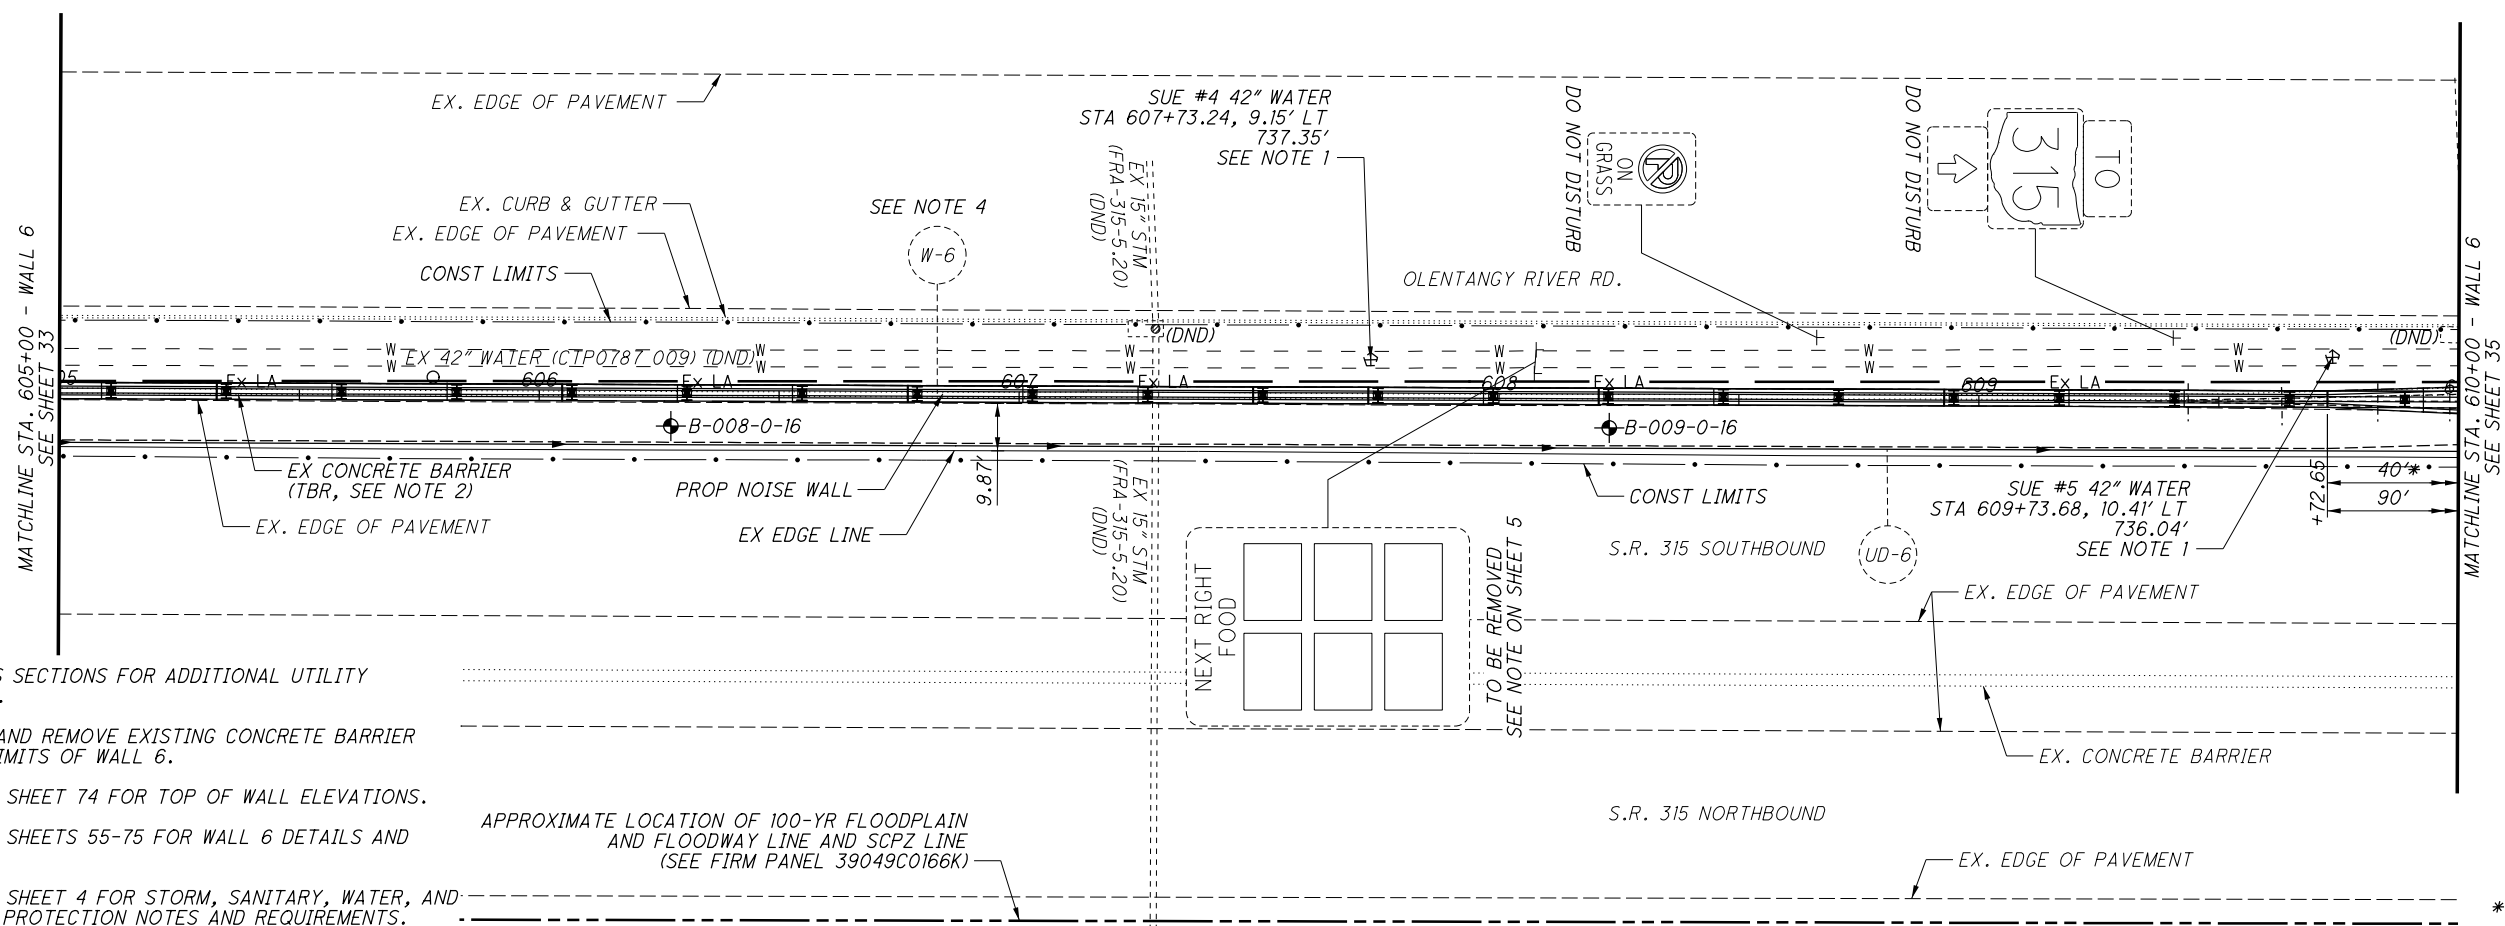 MATCHLINE STA. 605+00 - WALL 6
SEE SHEET 33
EX. EDGE OF PAVEMENT
EX. CURB & GUTTER
EX. EDGE OF PAVEMENT
CONST LIMITS
SEE NOTE 4
W-6
SUE #4 42" WATER
STA 607+73.24, 9.15' LT
737.35'
SEE NOTE 1
EX 15" STM
(FRA-315-5.20)
(DND)
DO NOT DISTURB
P
ON
GRASS
DO NOT DISTURB
TO
315
OLENTANGY RIVER RD.
(DND)
(DND)
MATCHLINE STA. 610+00 - WALL 6
SEE SHEET 35
W
W
W
W
W
W
W
W
W
W
W
W
EX 42" WATER (CTP0787 009) (DND)
05
Ex LA
606
Ex LA
607
Ex LA
608
Ex LA
609
Ex LA
6
B-008-0-16
B-009-0-16
EX CONCRETE BARRIER
(TBR, SEE NOTE 2)
EX. EDGE OF PAVEMENT
PROP NOISE WALL
EX EDGE LINE
9.87'
EX 15" STM
(FRA-315-5.20)
(DND)
NEXT RIGHT
FOOD
TO BE REMOVED
SEE NOTE ON SHEET 5
CONST LIMITS
S.R. 315 SOUTHBOUND
UD-6
SUE #5 42" WATER
STA 609+73.68, 10.41' LT
736.04'
SEE NOTE 1
+72.65
40'*
90'
EX. EDGE OF PAVEMENT
EX. CONCRETE BARRIER
S.R. 315 NORTHBOUND
EX. EDGE OF PAVEMENT
S SECTIONS FOR ADDITIONAL UTILITY
.
AND REMOVE EXISTING CONCRETE BARRIER
IMITS OF WALL 6.
SHEET 74 FOR TOP OF WALL ELEVATIONS.
SHEETS 55-75 FOR WALL 6 DETAILS AND
SHEET 4 FOR STORM, SANITARY, WATER, AND
PROTECTION NOTES AND REQUIREMENTS.
APPROXIMATE LOCATION OF 100-YR FLOODPLAIN
AND FLOODWAY LINE AND SCPZ LINE
(SEE FIRM PANEL 39049C0166K)
*